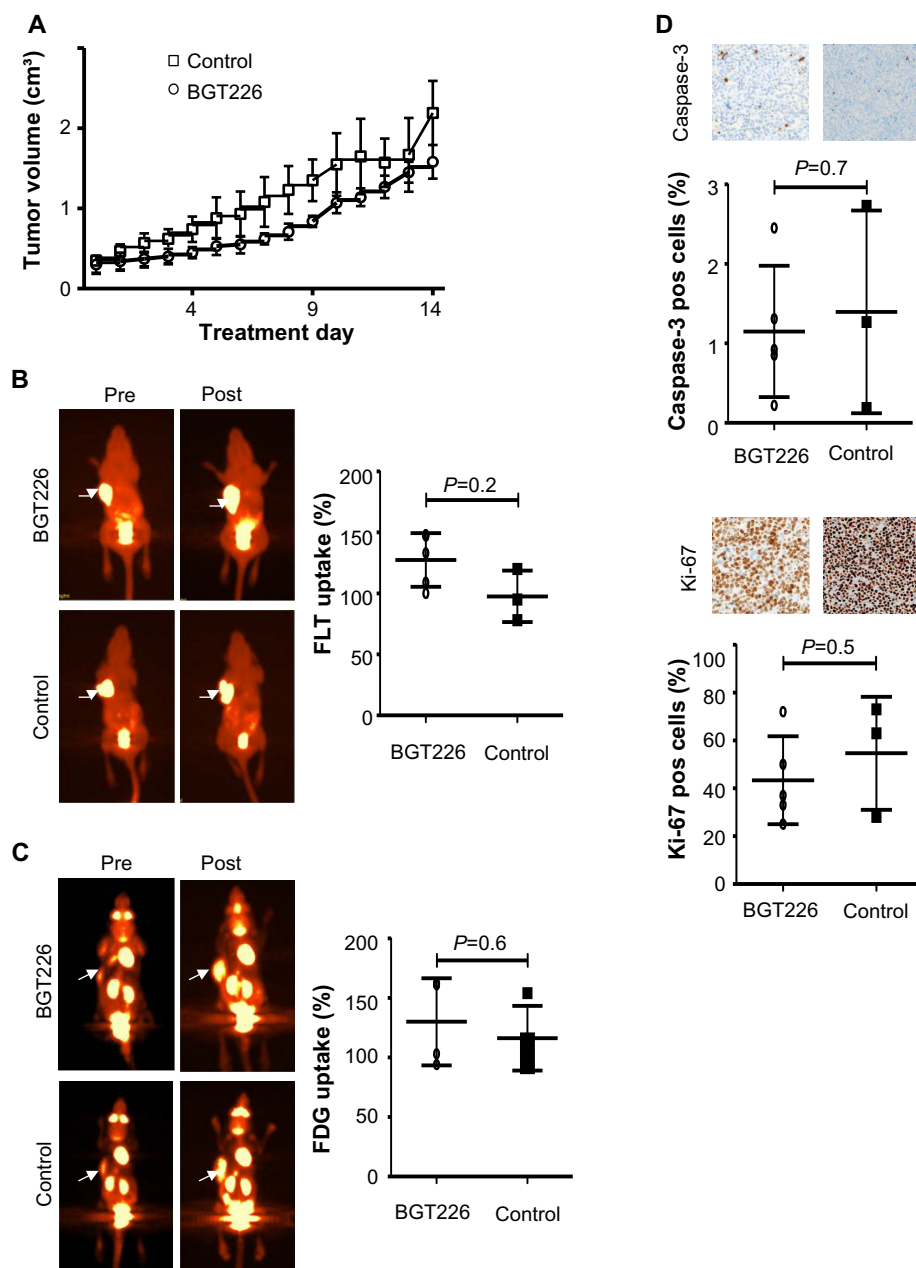 A
Tumor volume (cm³)
Control
BGT226
2
1
0
4
9
14
Treatment day
B
Pre
Post
BGT226
Control
FLT uptake (%)
200
150
100
50
0
P=0.2
BGT226
Control
C
Pre
Post
BGT226
Control
FDG uptake (%)
200
150
100
50
0
P=0.6
BGT226
Control
D
Caspase-3
Caspase-3 pos cells (%)
3
2
1
0
P=0.7
BGT226
Control
Ki-67
Ki-67 pos cells (%)
100
80
60
40
20
0
P=0.5
BGT226
Control